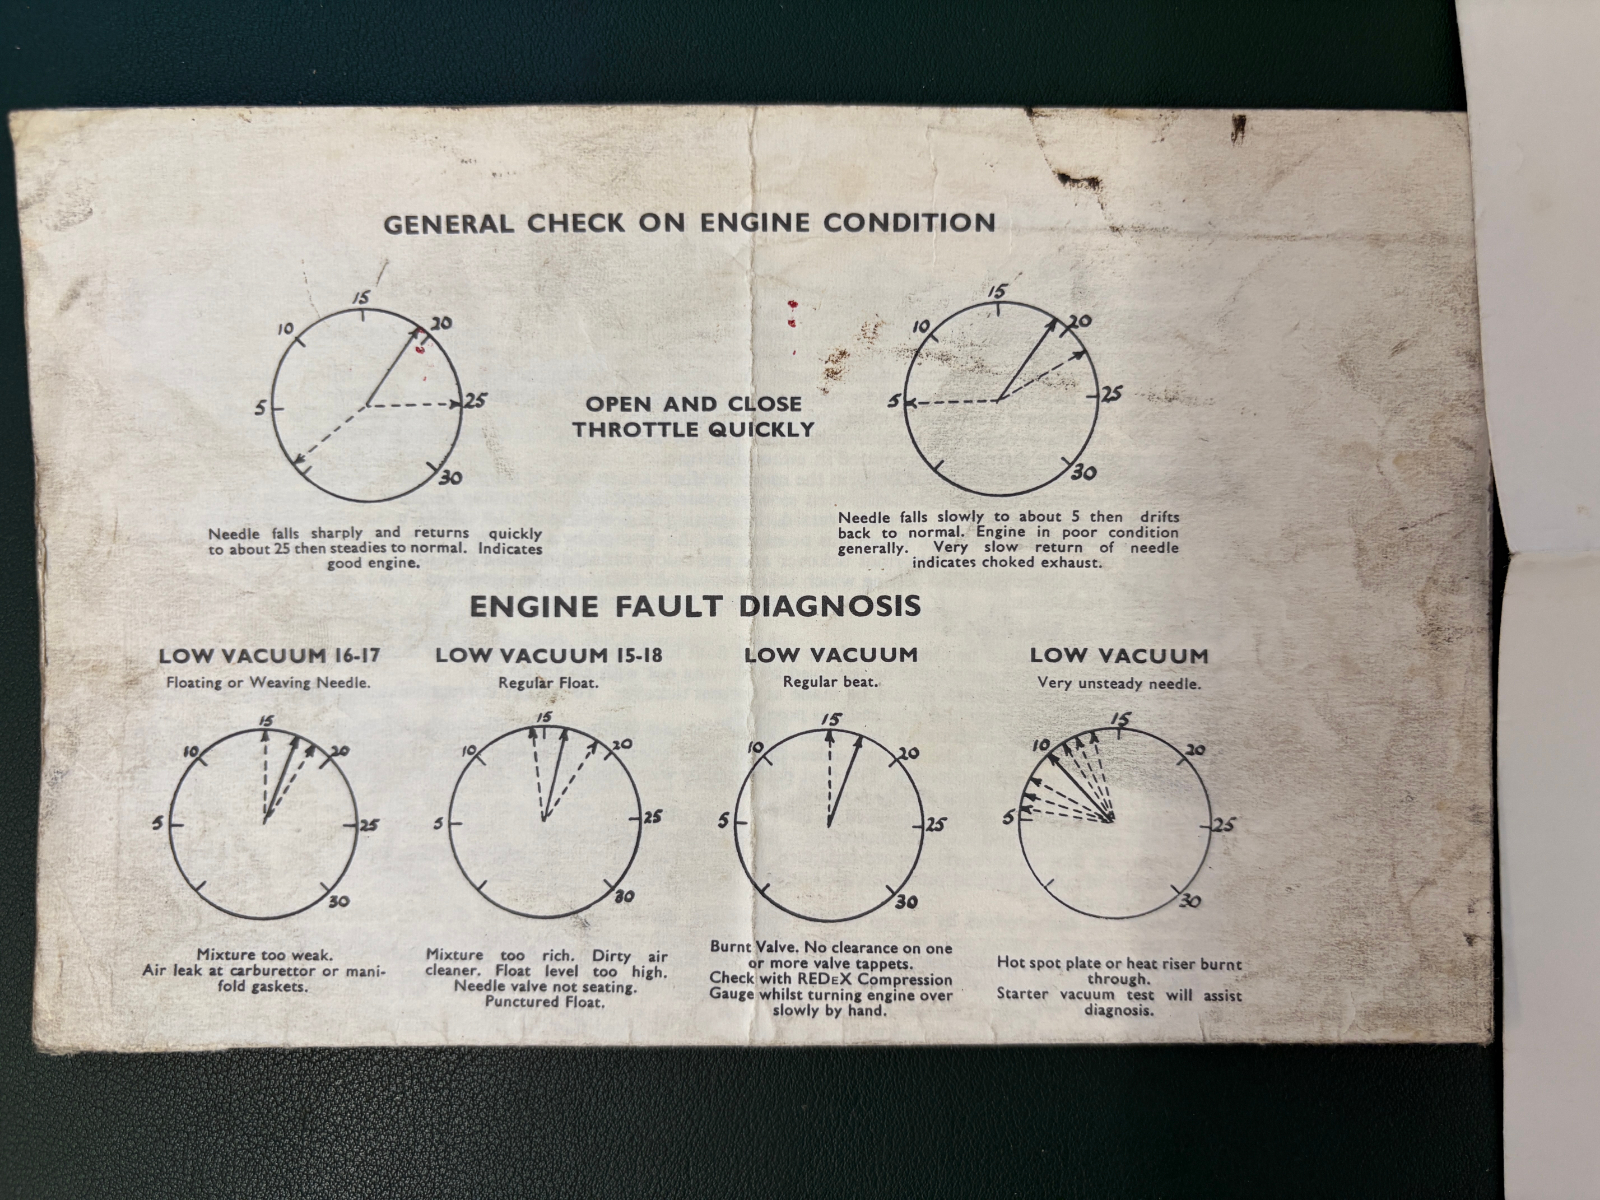 GENERAL CHECK ON ENGINE CONDITION
15
10
20
5
25
30
OPEN AND CLOSE
THROTTLE QUICKLY
15
10
20
5
25
30
Needle falls sharply and returns quickly
to about 25 then steadies to normal. Indicates
good engine.
Needle falls slowly to about 5 then drifts
back to normal. Engine in poor condition
generally. Very slow return of needle
indicates choked exhaust.
ENGINE FAULT DIAGNOSIS
LOW VACUUM 16-17
Floating or Weaving Needle.
15
10
20
5
25
30
Mixture too weak.
Air leak at carburettor or mani-
fold gaskets.
LOW VACUUM 15-18
Regular Float.
15
10
20
5
25
30
Mixture too rich. Dirty air
cleaner. Float level too high.
Needle valve not seating.
Punctured Float.
LOW VACUUM
Regular beat.
15
10
20
5
25
30
Burnt Valve. No clearance on one
or more valve tappets.
Check with REDEX Compression
Gauge whilst turning engine over
slowly by hand.
LOW VACUUM
Very unsteady needle.
15
10
20
5
25
30
Hot spot plate or heat riser burnt
through.
Starter vacuum test will assist
diagnosis.